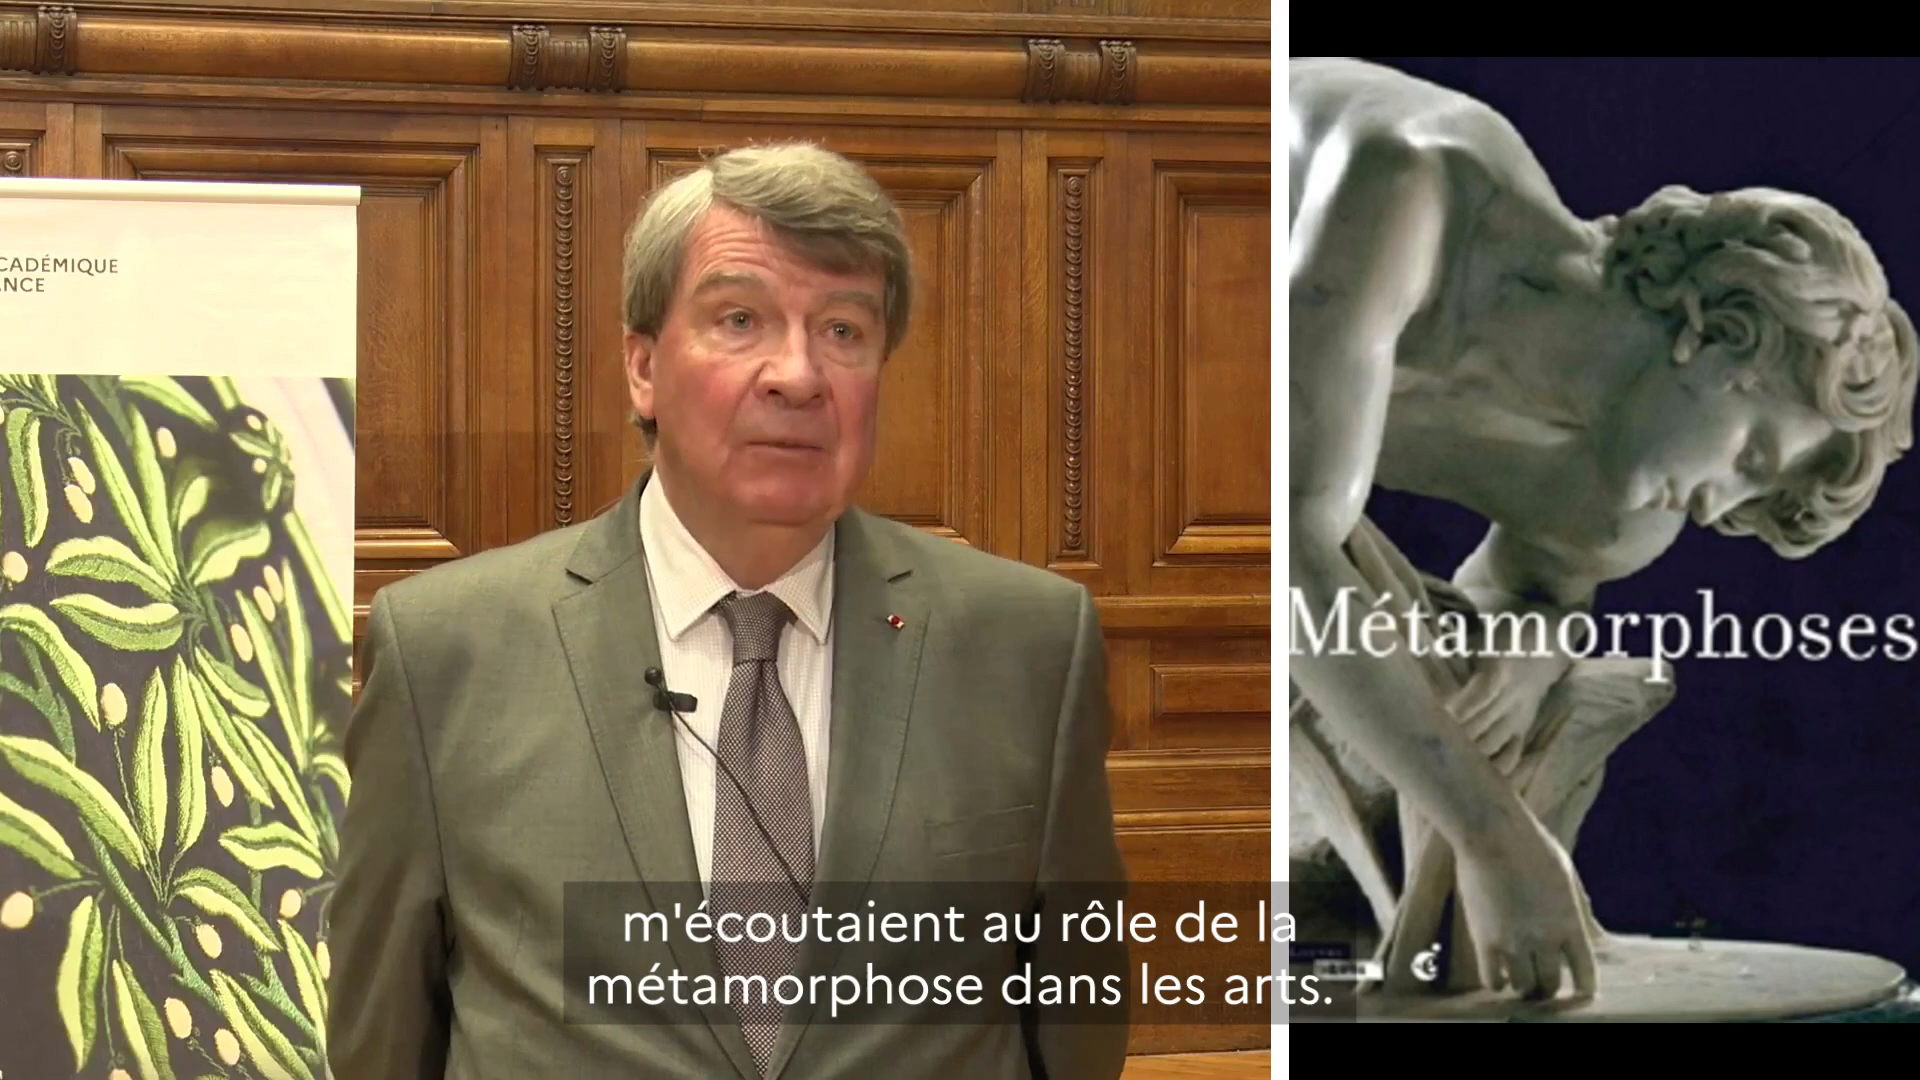 CADÉMIQUE
NCE
Métamorphoses
m'écoutaient au rôle de la
métamorphose dans les arts.